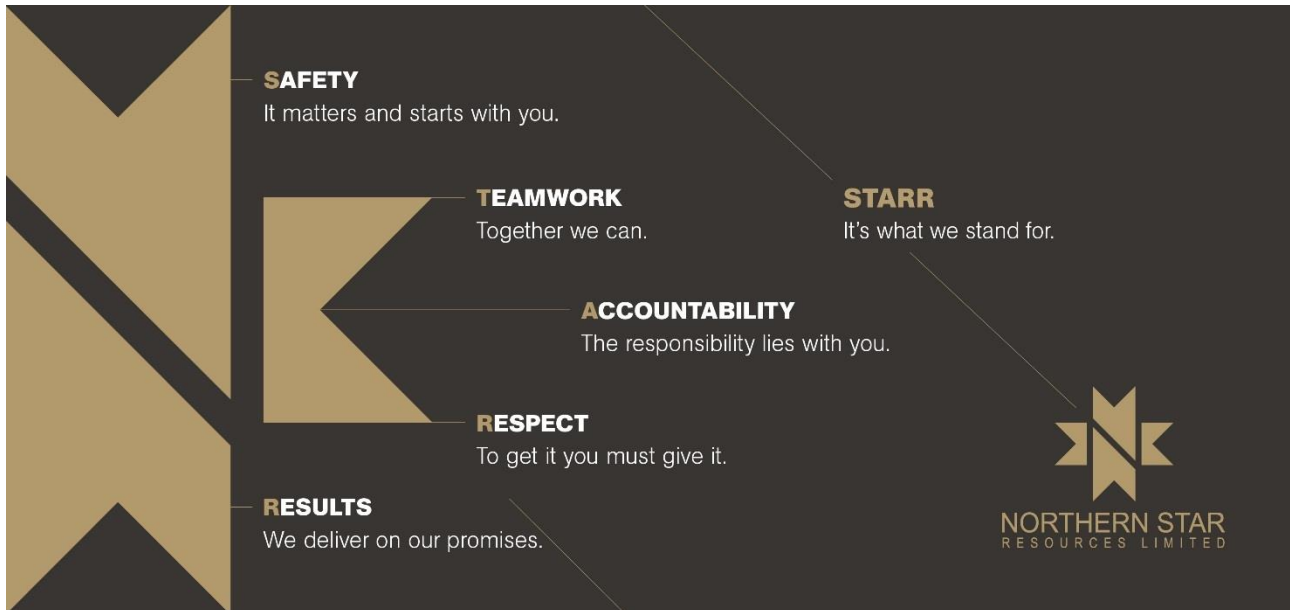 SAFETY
It matters and starts with you.
TEAMWORK
Together we can.
STARR
It's what we stand for.
ACCOUNTABILITY
The responsibility lies with you.
RESPECT
To get it you must give it.
RESULTS
We deliver on our promises.
NORTHERN STAR
RESOURCES LIMITED